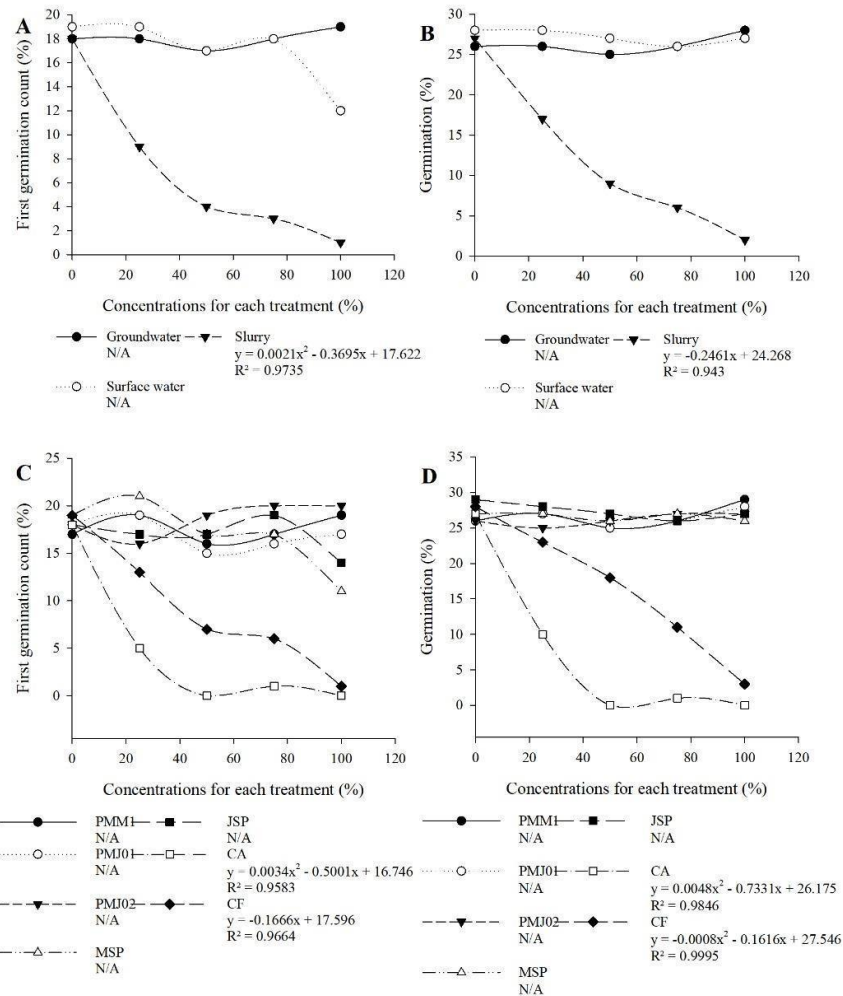 A
First germination count (%)
20
18
16
14
12
10
8
6
4
2
0
0 20 40 60 80 100 120
Concentrations for each treatment (%)
Groundwater
N/A
Slurry
y = 0.0021x² - 0.3695x + 17.622
R² = 0.9735
Surface water
N/A
B
Germination (%)
30
25
20
15
10
5
0
0 20 40 60 80 100 120
Concentrations for each treatment (%)
Groundwater
N/A
Slurry
y = -0.2461x + 24.268
R² = 0.943
Surface water
N/A
C
First germination count (%)
25
20
15
10
5
0
0 20 40 60 80 100 120
Concentrations for each treatment (%)
PMM1
N/A
JSP
N/A
PMJ01
N/A
CA
y = 0.0034x² - 0.5001x + 16.746
R² = 0.9583
PMJ02
N/A
CF
y = -0.1666x + 17.596
R² = 0.9664
MSP
N/A
D
Germination (%)
35
30
25
20
15
10
5
0
0 20 40 60 80 100 120
Concentrations for each treatment (%)
PMM1
N/A
JSP
N/A
PMJ01
N/A
CA
y = 0.0048x² - 0.7331x + 26.175
R² = 0.9846
PMJ02
N/A
CF
y = -0.0008x² - 0.1616x + 27.546
R² = 0.9995
MSP
N/A